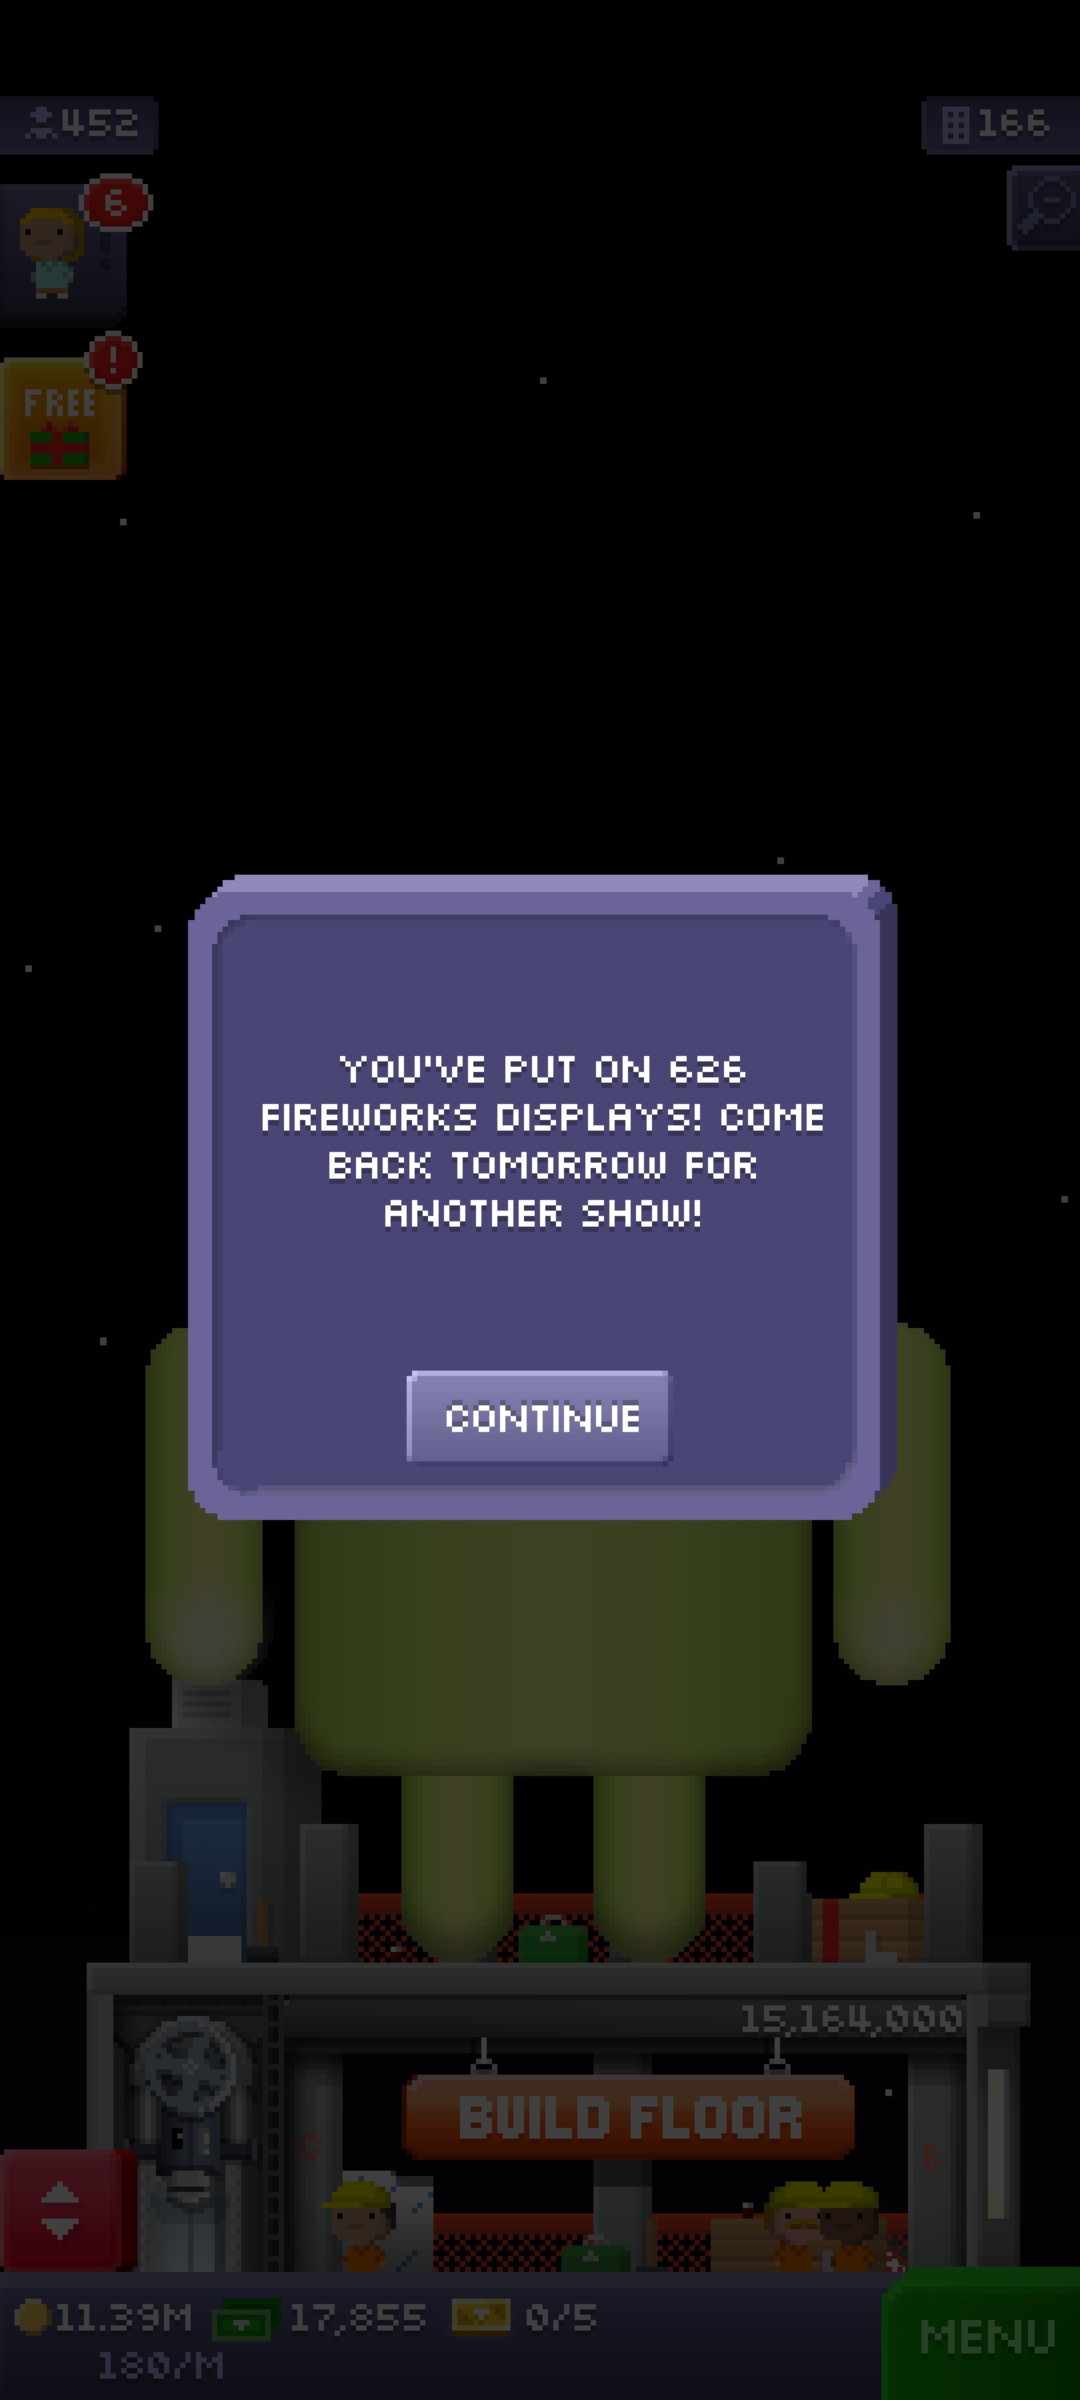 452
166
6
!
FREE
YOU'VE PUT ON 626
FIREWORKS DISPLAYS! COME
BACK TOMORROW FOR
ANOTHER SHOW!
CONTINUE
15,164,000
BUILD FLOOR
C
B
11.39M 17,855 0/5
180/M
MENU